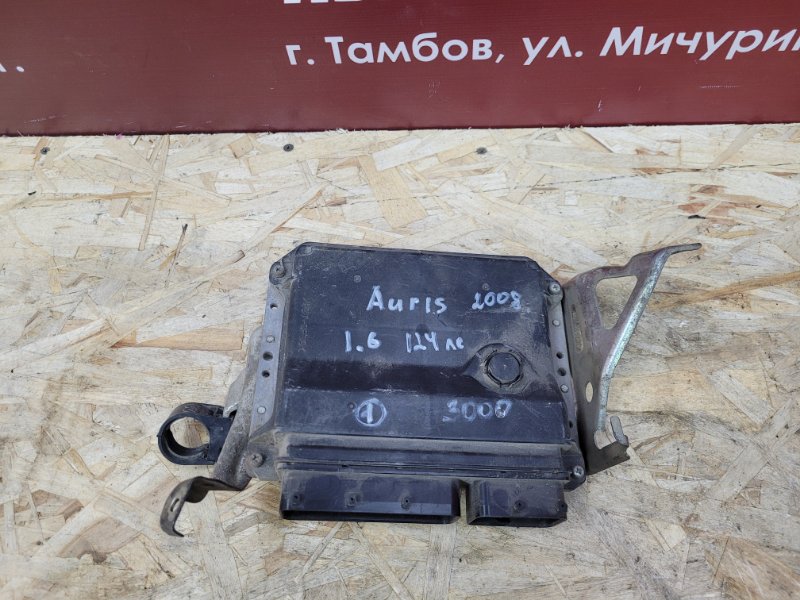 г. Тамбов, ул. Мичурин
Auris 2008
1.6 124 лс
1 3000